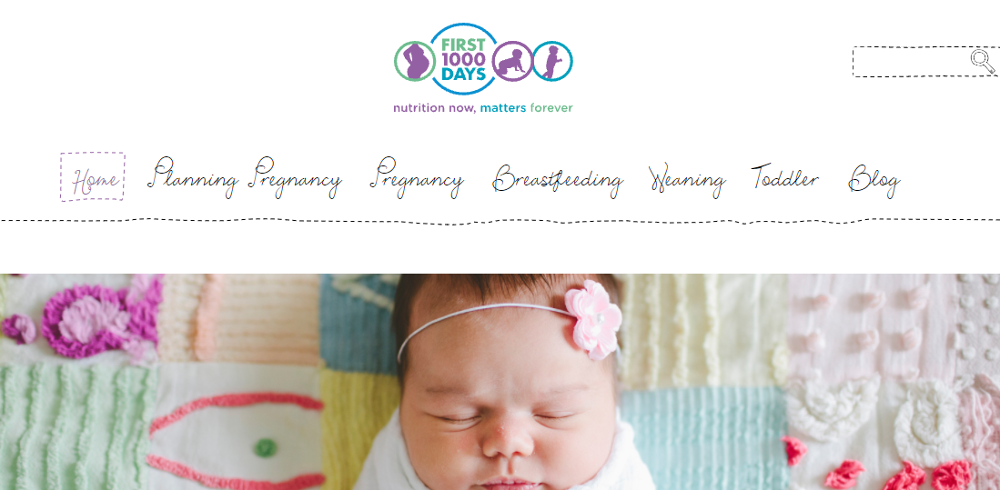 FIRST
1000
DAYS
nutrition now, matters forever
Home Planning Pregnancy Pregnancy Breastfeeding Weaning Toddler Blog